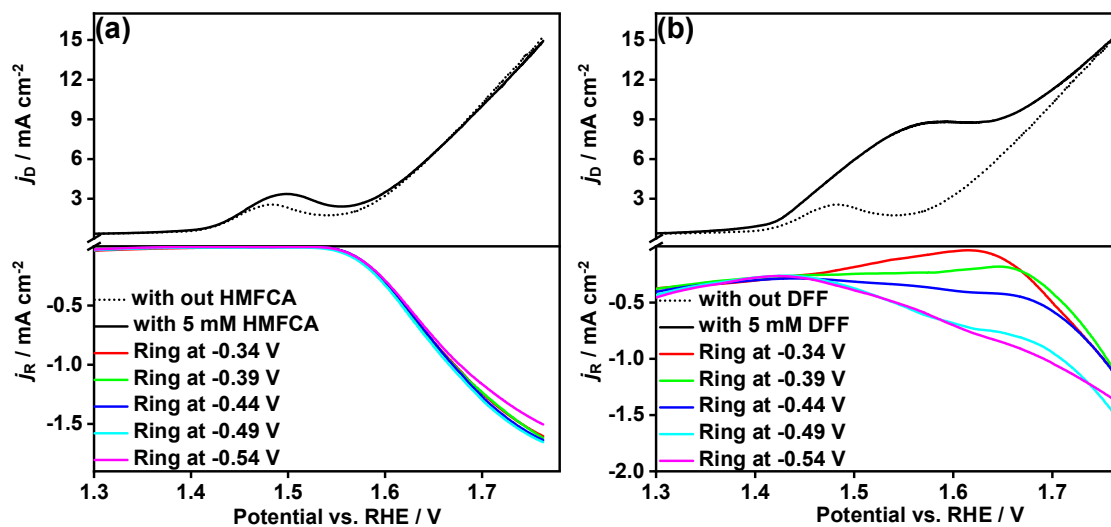 (a)
15
12
9
6
3
j_D / mA cm⁻²
-0.5
-1.0
-1.5
j_R / mA cm⁻²
with out HMFCA
with 5 mM HMFCA
Ring at -0.34 V
Ring at -0.39 V
Ring at -0.44 V
Ring at -0.49 V
Ring at -0.54 V
1.3 1.4 1.5 1.6 1.7
Potential vs. RHE / V
(b)
15
12
9
6
3
j_D / mA cm⁻²
-0.5
-1.0
-1.5
-2.0
j_R / mA cm⁻²
with out DFF
with 5 mM DFF
Ring at -0.34 V
Ring at -0.39 V
Ring at -0.44 V
Ring at -0.49 V
Ring at -0.54 V
1.3 1.4 1.5 1.6 1.7
Potential vs. RHE / V